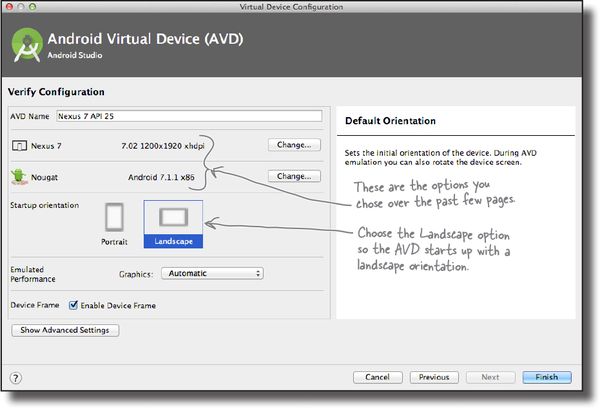 Virtual Device Configuration
Android Virtual Device (AVD)
Android Studio
Verify Configuration
AVD Name
Nexus 7 API 25
Nexus 7
7.02 1200x1920 xhdpi
Change...
Nougat
Android 7.1.1 x86
Change...
Startup orientation
Portrait
Landscape
Emulated
Performance
Graphics:
Automatic
Device Frame
Enable Device Frame
Show Advanced Settings
Default Orientation
Sets the initial orientation of the device. During AVD
emulation you can also rotate the device screen.
These are the options you
chose over the past few pages.
Choose the Landscape option
so the AVD starts up with a
landscape orientation.
?
Cancel
Previous
Next
Finish